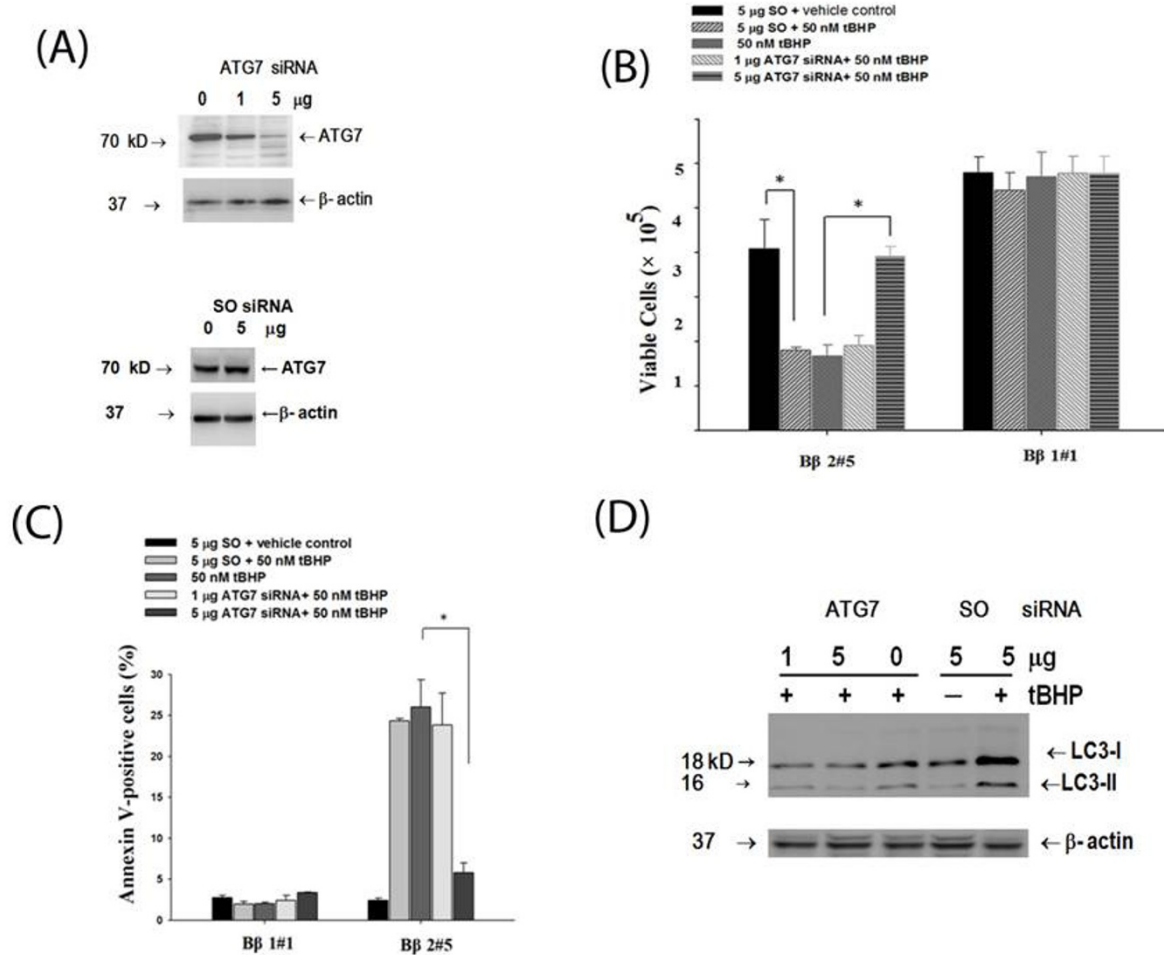 (A)
ATG7 siRNA
0 1 5 μg
70 kD → ← ATG7
37 → ← β- actin
SO siRNA
0 5 μg
70 kD → ← ATG7
37 → ← β- actin
(B)
5 μg SO + vehicle control
5 μg SO + 50 nM tBHP
50 nM tBHP
1 μg ATG7 siRNA+ 50 nM tBHP
5 μg ATG7 siRNA+ 50 nM tBHP
Viable Cells (× 10⁵)
5
4
3
2
1
*
*
Bβ 2#5 Bβ 1#1
(C)
5 μg SO + vehicle control
5 μg SO + 50 nM tBHP
50 nM tBHP
1 μg ATG7 siRNA+ 50 nM tBHP
5 μg ATG7 siRNA+ 50 nM tBHP
Annexin V-positive cells (%)
30
25
20
15
10
5
0
*
Bβ 1#1 Bβ 2#5
(D)
ATG7 SO siRNA
1 5 0 5 5 μg
+ + + – + tBHP
18 kD → ← LC3-I
16 → ← LC3-II
37 → ← β- actin